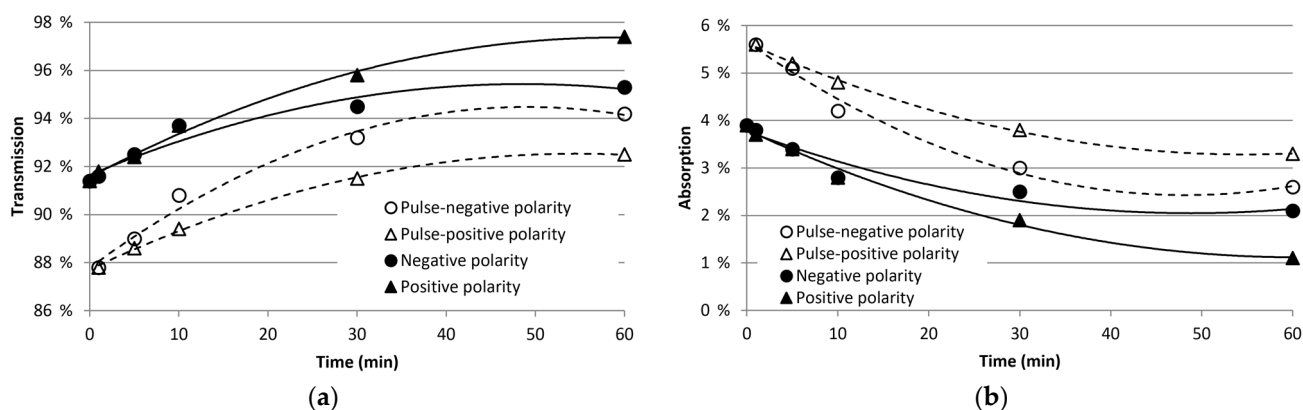 98 %
96 %
94 %
92 %
90 %
88 %
86 %
Transmission
0 10 20 30 40 50 60
Time (min)
Pulse-negative polarity
Pulse-positive polarity
Negative polarity
Positive polarity
(a)
6 %
5 %
4 %
3 %
2 %
1 %
0 %
Absorption
0 10 20 30 40 50 60
Time (min)
Pulse-negative polarity
Pulse-positive polarity
Negative polarity
Positive polarity
(b)